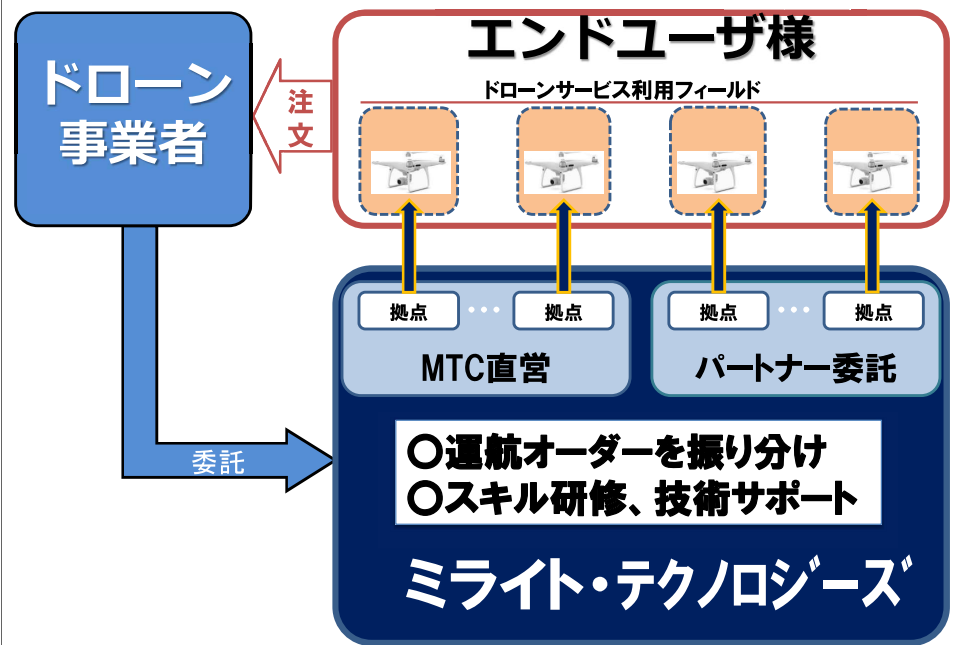 ドローン
事業者
注
文
エンドユーザ様
ドローンサービス利用フィールド
拠点 ・・・ 拠点
拠点 ・・・ 拠点
MTC直営
パートナー委託
委託
○運航オーダーを振り分け
○スキル研修、技術サポート
ミライト・テクノロジーズ